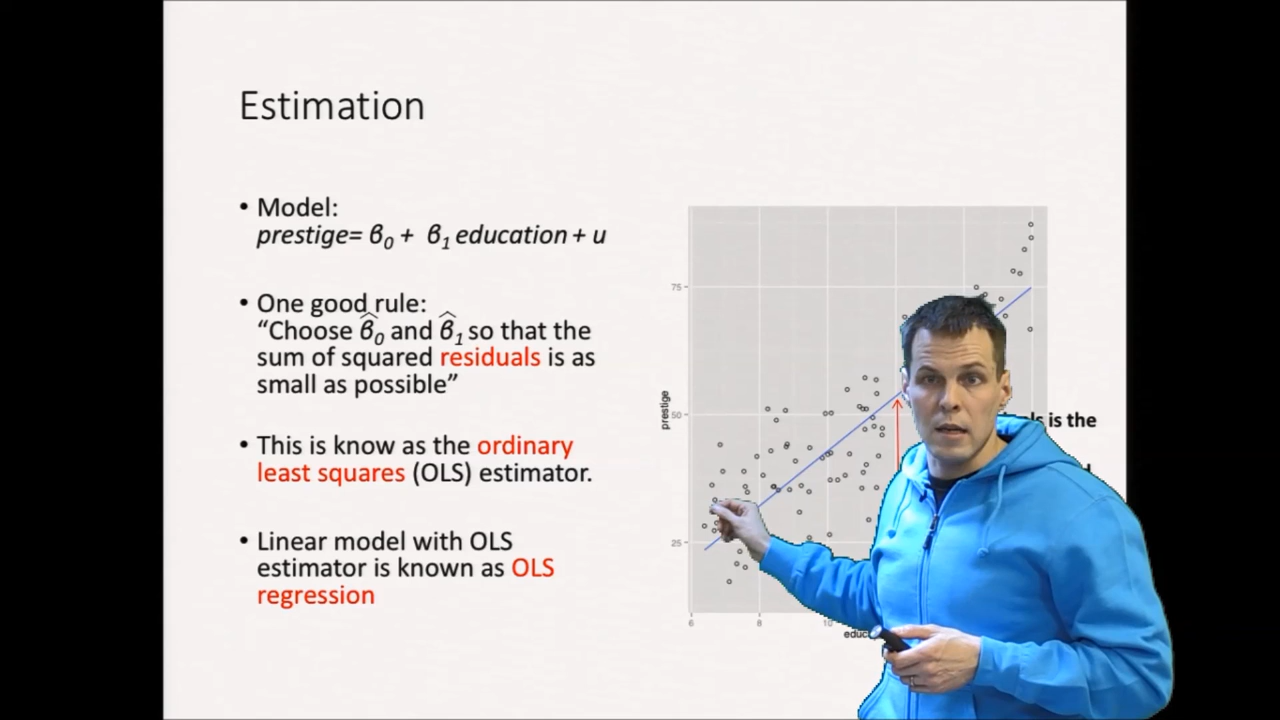 Estimation
• Model:
prestige= β0 + β1 education + u
• One good rule:
“Choose β̂0 and β̂1 so that the
sum of squared residuals is as
small as possible”
• This is know as the ordinary
least squares (OLS) estimator.
• Linear model with OLS
estimator is known as OLS
regression
75
50
25
prestige
6
8
10
is the